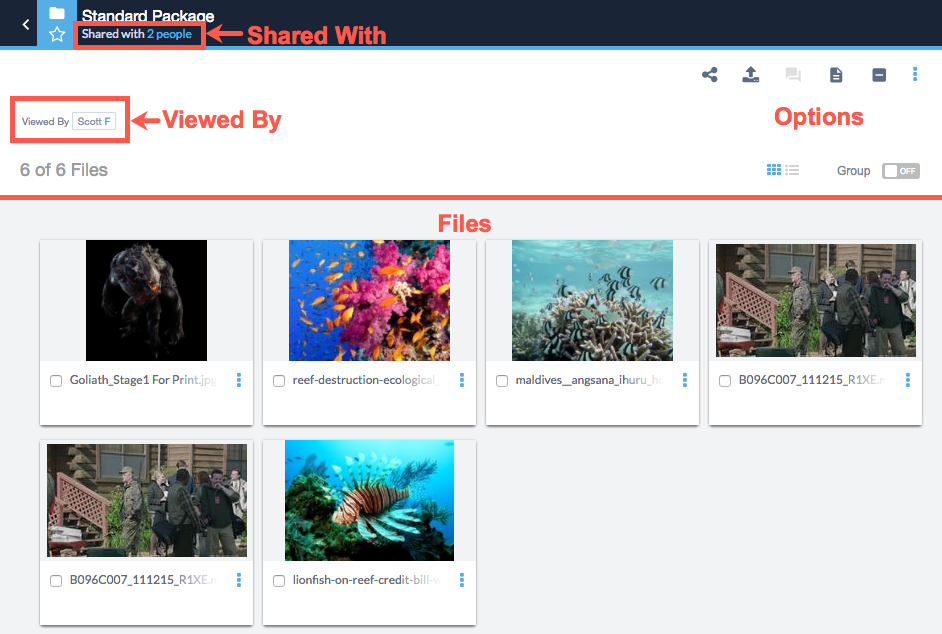 Standard Package
Shared with 2 people
Shared With
Viewed By Scott F
Viewed By
Options
6 of 6 Files
Group OFF
Files
Goliath_Stage1 For Print.jpg
reef-destruction-ecological_
maldives__angsana_ihuru_ho
B096C007_111215_R1XE.m
B096C007_111215_R1XE.m
lionfish-on-reef-credit-bill-w